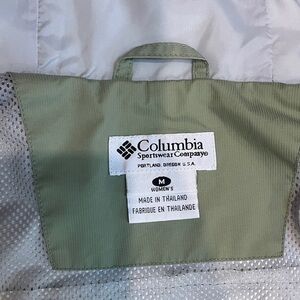 Columbia
Sportswear Company®
PORTLAND, OREGON U.S.A.
M
WOMEN'S
MADE IN THAILAND
FABRIQUE EN THAILANDE